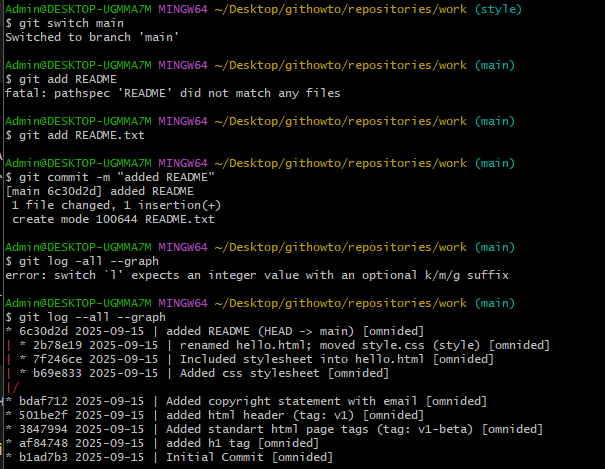 Admin@DESKTOP-UGMMA7M MINGW64 ~/Desktop/githowto/repositories/work (style)
$ git switch main
Switched to branch 'main'
Admin@DESKTOP-UGMMA7M MINGW64 ~/Desktop/githowto/repositories/work (main)
$ git add README
fatal: pathspec 'README' did not match any files
Admin@DESKTOP-UGMMA7M MINGW64 ~/Desktop/githowto/repositories/work (main)
$ git add README.txt
Admin@DESKTOP-UGMMA7M MINGW64 ~/Desktop/githowto/repositories/work (main)
$ git commit -m "added README"
[main 6c30d2d] added README
 1 file changed, 1 insertion(+)
 create mode 100644 README.txt
Admin@DESKTOP-UGMMA7M MINGW64 ~/Desktop/githowto/repositories/work (main)
$ git log -all --graph
error: switch `l' expects an integer value with an optional k/m/g suffix
Admin@DESKTOP-UGMMA7M MINGW64 ~/Desktop/githowto/repositories/work (main)
$ git log --all --graph
* 6c30d2d 2025-09-15 | added README (HEAD -> main) [omnided]
| * 2b78e19 2025-09-15 | renamed hello.html; moved style.css (style) [omnided]
| * 7f246ce 2025-09-15 | Included stylesheet into hello.html [omnided]
| * b69e833 2025-09-15 | Added css stylesheet [omnided]
|/
* bdaf712 2025-09-15 | Added copyright statement with email [omnided]
* 501be2f 2025-09-15 | added html header (tag: v1) [omnided]
* 3847994 2025-09-15 | Added standart html page tags (tag: v1-beta) [omnided]
* af84748 2025-09-15 | added h1 tag [omnided]
* b1ad7b3 2025-09-15 | Initial Commit [omnided]